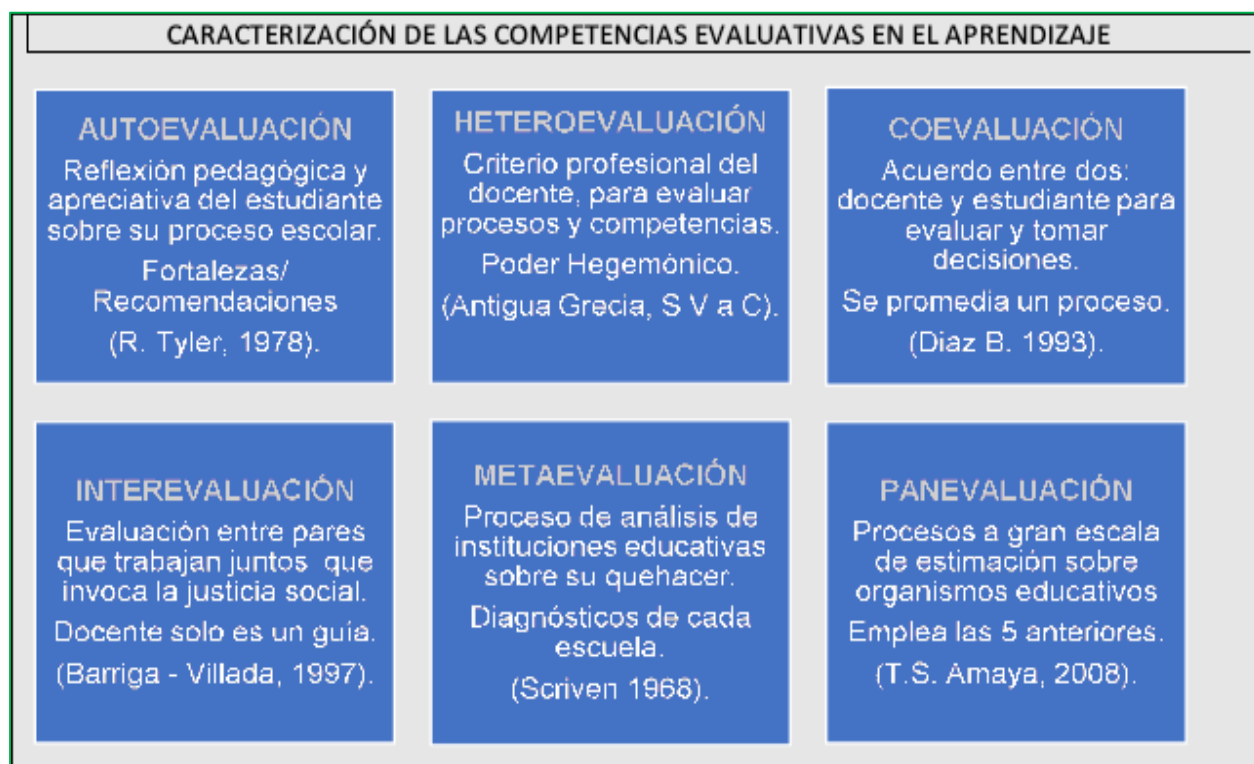 CARACTERIZACIÓN DE LAS COMPETENCIAS EVALUATIVAS EN EL APRENDIZAJE
AUTOEVALUACIÓN
Reflexión pedagógica y
apreciativa del estudiante
sobre su proceso escolar.
Fortalezas/
Recomendaciones
(R. Tyler, 1978).
HETEROEVALUACIÓN
Criterio profesional del
docente, para evaluar
procesos y competencias.
Poder Hegemónico.
(Antigua Grecia, S V a C).
COEVALUACIÓN
Acuerdo entre dos:
docente y estudiante para
evaluar y tomar
decisiones.
Se promedia un proceso.
(Diaz B. 1993).
INTEREVALUACIÓN
Evaluación entre pares
que trabajan juntos que
invoca la justicia social.
Docente solo es un guía.
(Barriga - Villada, 1997).
METAEVALUACIÓN
Proceso de análisis de
instituciones educativas
sobre su quehacer.
Diagnósticos de cada
escuela.
(Scriven 1968).
PANEVALUACIÓN
Procesos a gran escala
de estimación sobre
organismos educativos
Emplea las 5 anteriores.
(T.S. Amaya, 2008).